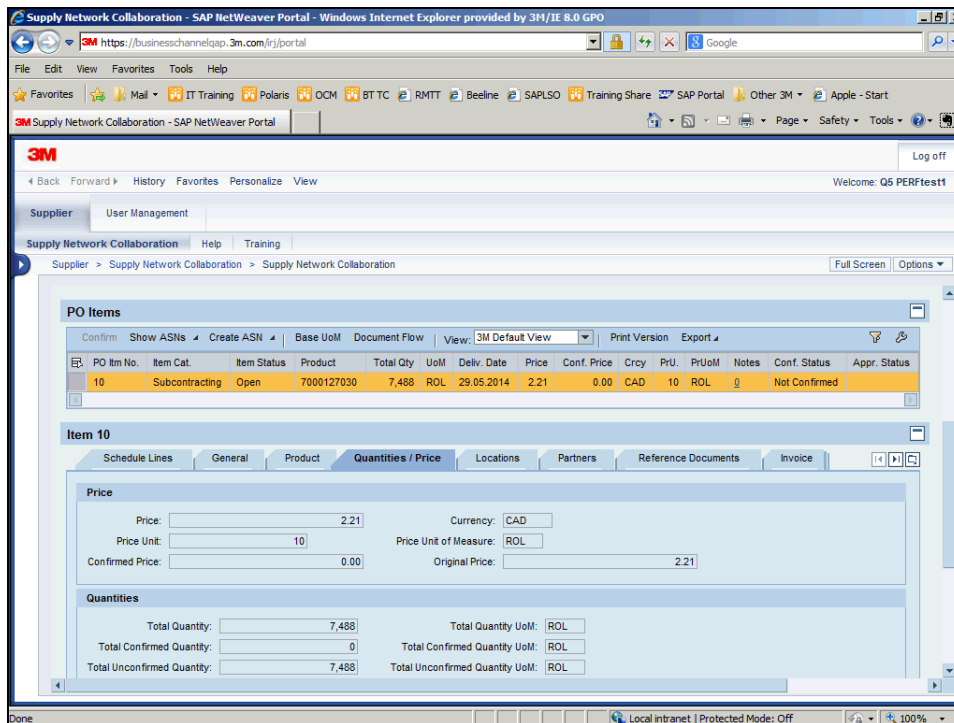 Supply Network Collaboration - SAP NetWeaver Portal - Windows Internet Explorer provided by 3M/IE 8.0 GPO
3M https://businesschannelqap.3m.com/irj/portal
Google
File Edit View Favorites Tools Help
Favorites Mail IT Training Polaris OCM BT TC RMTT Beeline SAPLSO Training Share SAP Portal Other 3M Apple - Start
3M Supply Network Collaboration - SAP NetWeaver Portal Page Safety Tools
3M Log off
Back Forward History Favorites Personalize View Welcome: Q5 PERFtest1
Supplier User Management
Supply Network Collaboration Help Training
Supplier > Supply Network Collaboration > Supply Network Collaboration Full Screen Options
PO Items
Confirm Show ASNs Create ASN Base UoM Document Flow View: 3M Default View Print Version Export
PO Itm No. Item Cat. Item Status Product Total Qty UoM Deliv. Date Price Conf. Price Crcy PrU. PrUoM Notes Conf. Status Appr. Status
10 Subcontracting Open 7000127030 7,488 ROL 29.05.2014 2.21 0.00 CAD 10 ROL 0 Not Confirmed
Item 10
Schedule Lines General Product Quantities / Price Locations Partners Reference Documents Invoice
Price
Price: 2.21 Currency: CAD
Price Unit: 10 Price Unit of Measure: ROL
Confirmed Price: 0.00 Original Price: 2.21
Quantities
Total Quantity: 7,488 Total Quantity UoM: ROL
Total Confirmed Quantity: 0 Total Confirmed Quantity UoM: ROL
Total Unconfirmed Quantity: 7,488 Total Unconfirmed Quantity UoM: ROL
Done Local intranet | Protected Mode: Off 100%